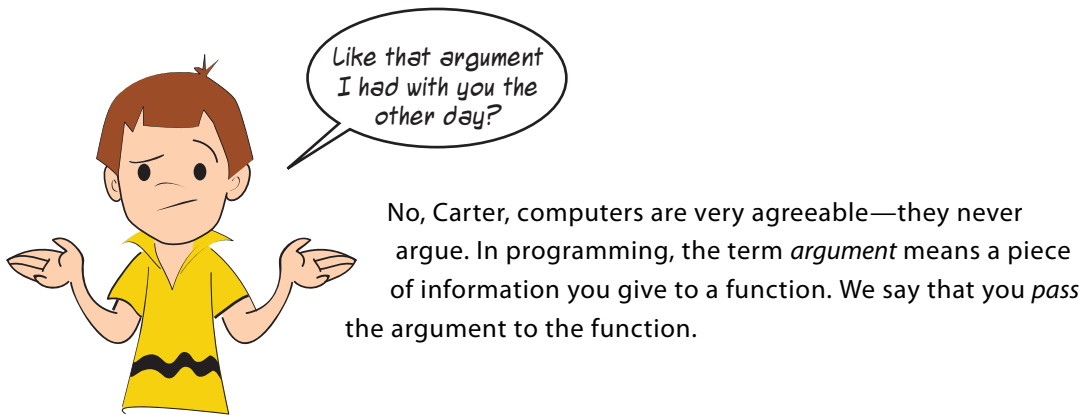 Like that argument
I had with you the
other day?
No, Carter, computers are very agreeable—they never
argue. In programming, the term argument means a piece
of information you give to a function. We say that you pass
the argument to the function.